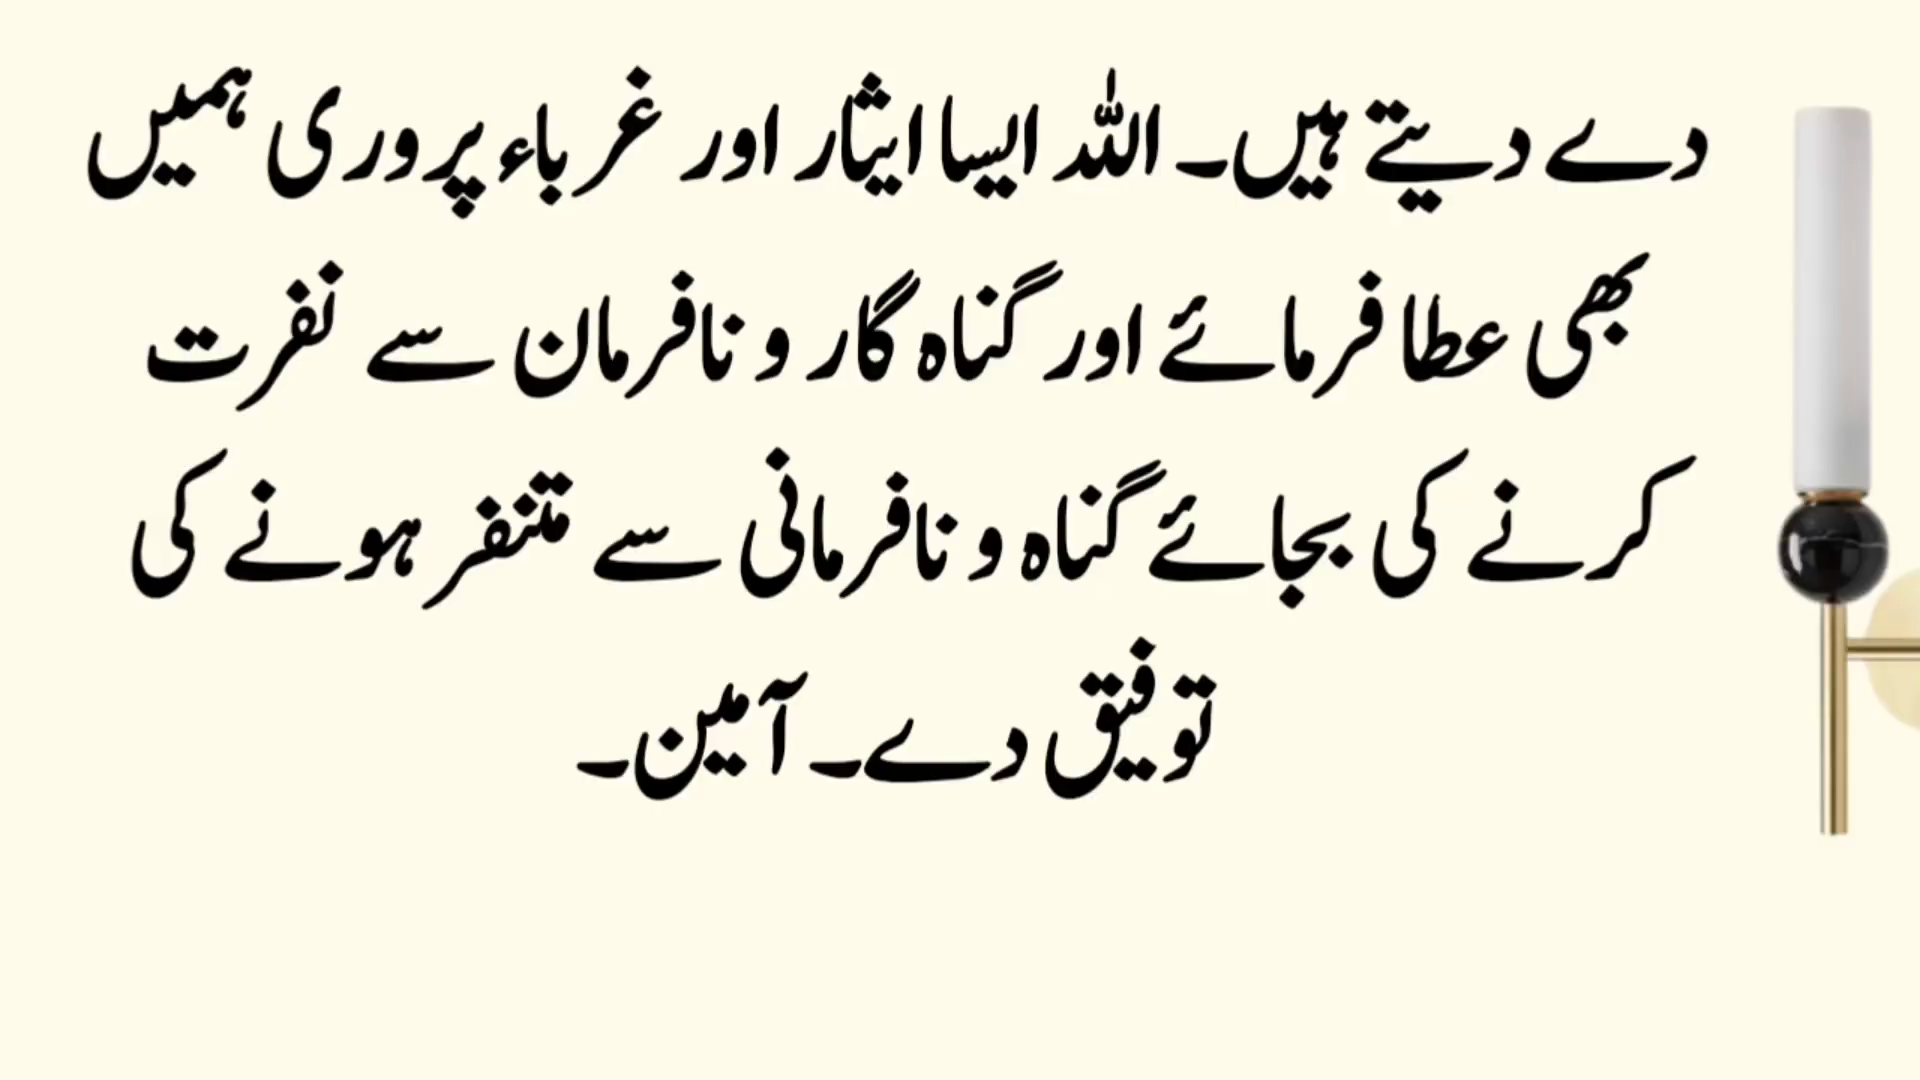 دے دیتے ہیں۔ اللہ ایسا ایثار اور غرباء پروری ہمیں
بھی عطا فرمائے اور گناہ گار و نافرمان سے نفرت
کرنے کی بجائے گناہ و نافرمانی سے متنفر ہونے کی
توفیق دے۔ آمین۔